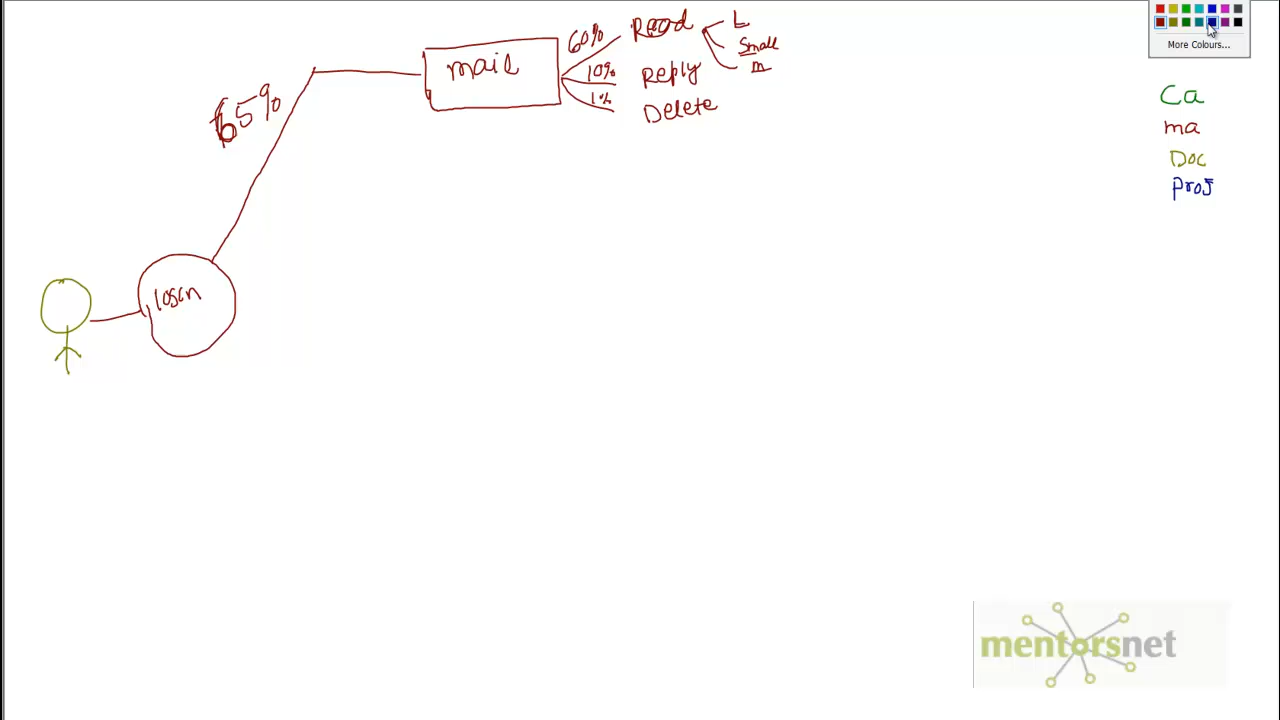 60% Read L
Small
m
mail
10% Reply
1% Delete
65%
login
More Colours...
Ca
ma
Doc
Proj
mentorsnet